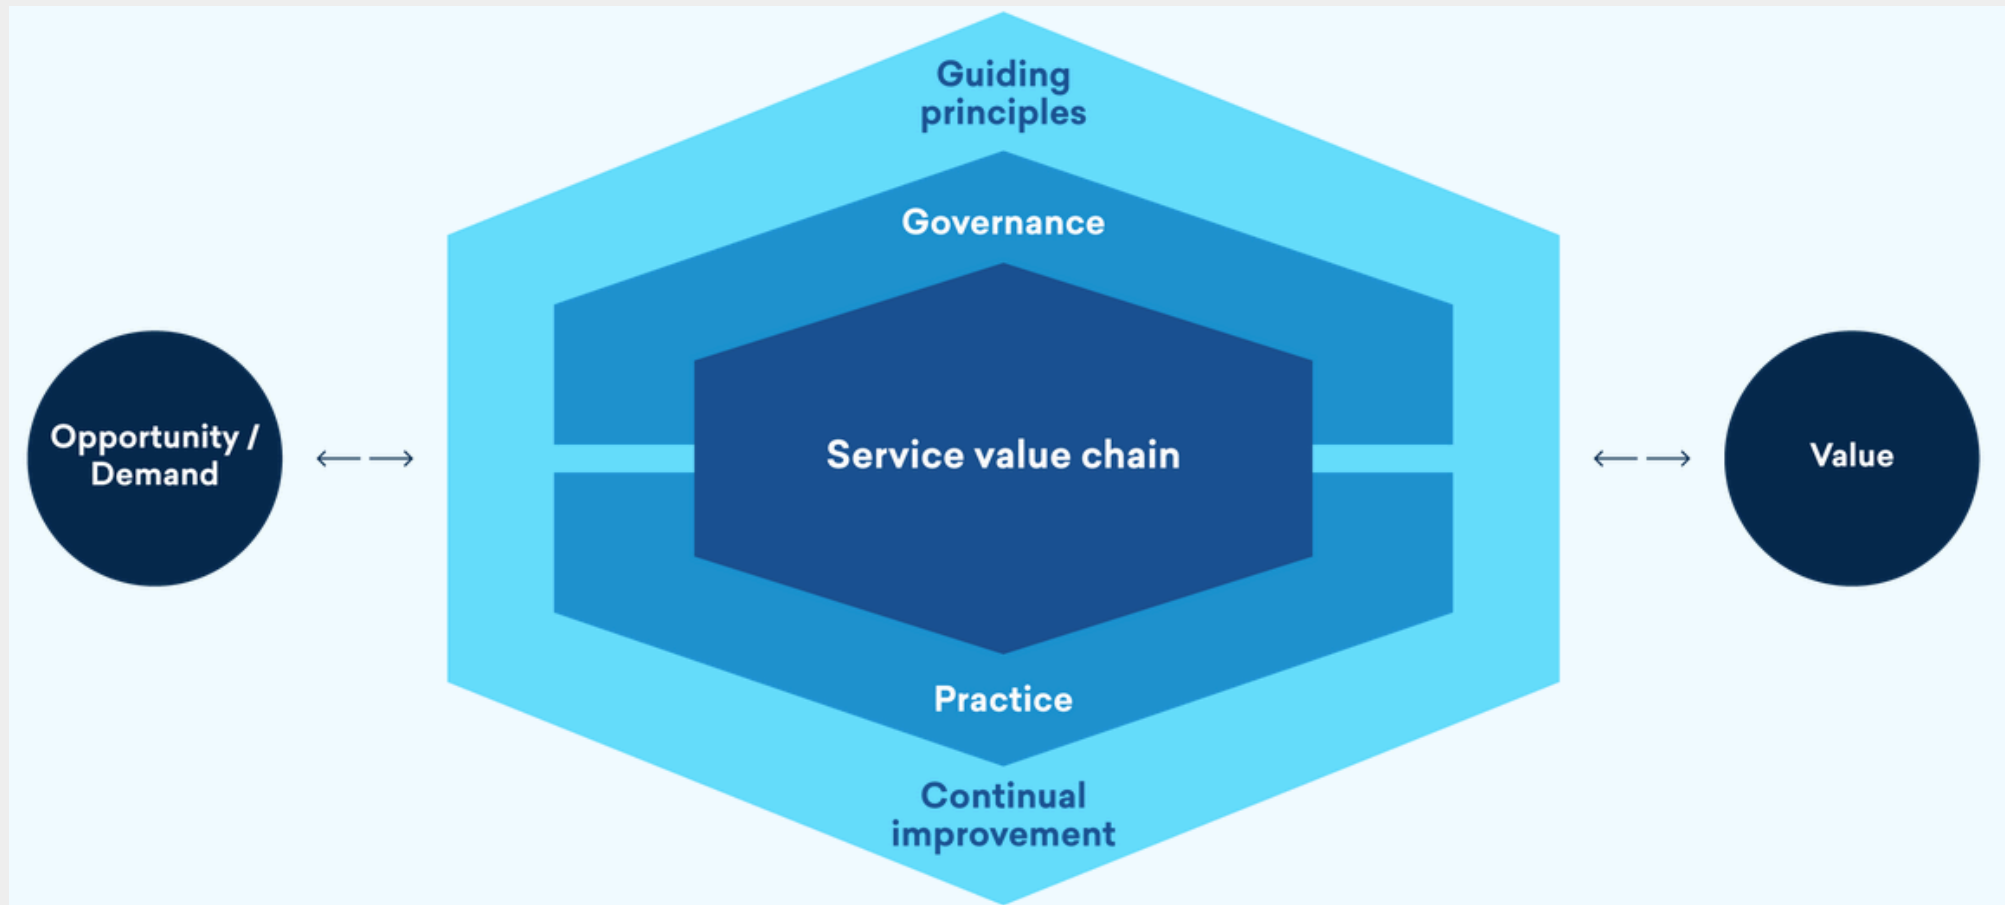 Guiding
principles
Governance
Opportunity /
Demand
Service value chain
Value
Practice
Continual
improvement